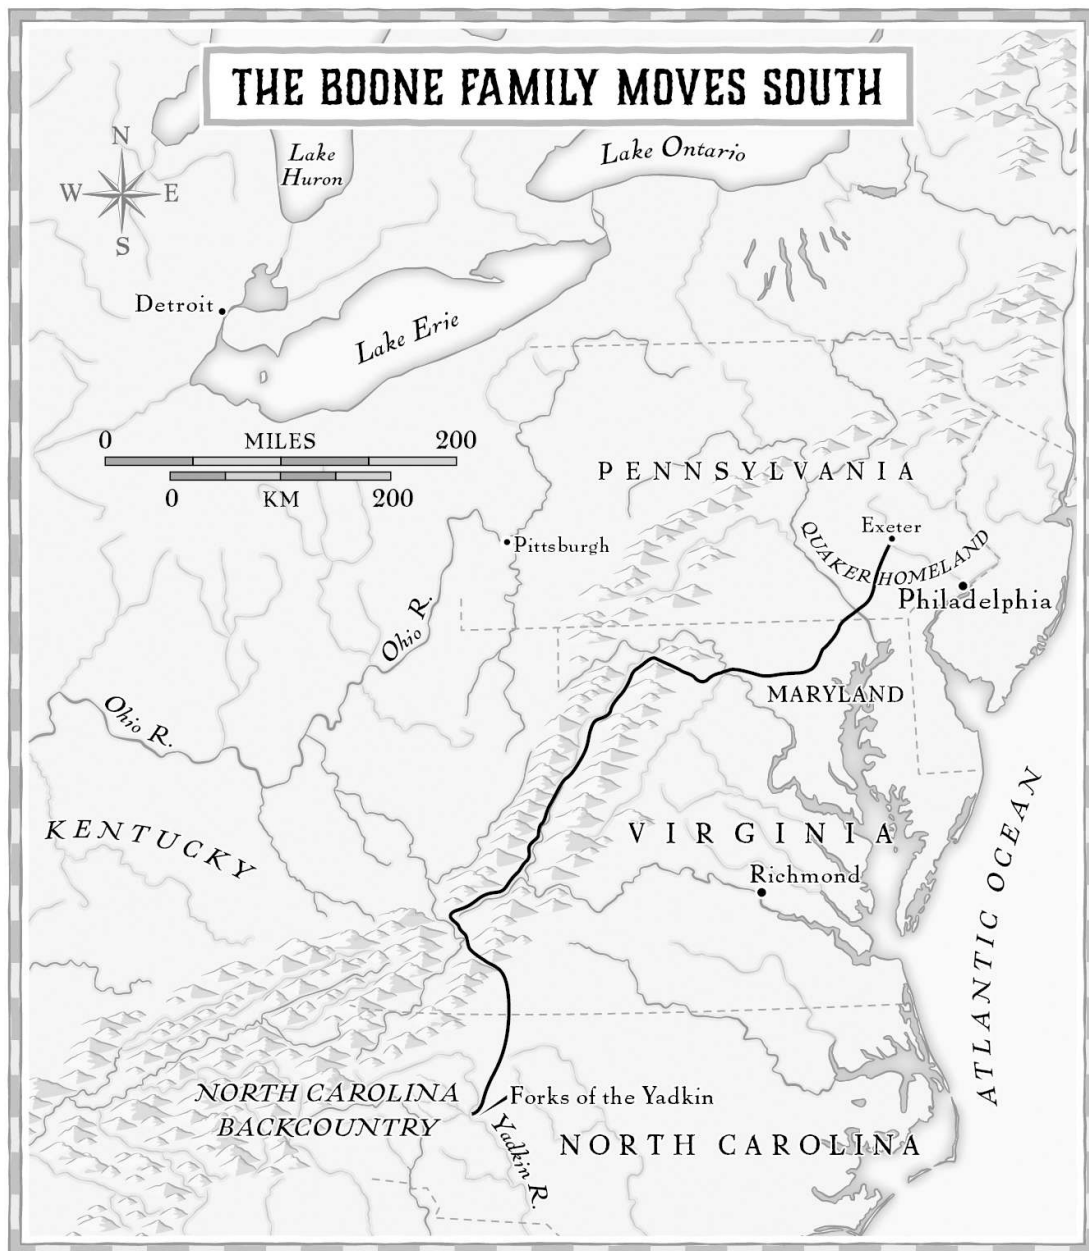 THE BOONE FAMILY MOVES SOUTH
N
W E
S
Lake
Huron
Lake Ontario
Detroit
Lake Erie
0 MILES 200
0 KM 200
PENNSYLVANIA
Exeter
QUAKER HOMELAND
Pittsburgh
Philadelphia
Ohio R.
MARYLAND
Ohio R.
KENTUCKY
VIRGINIA
Richmond
ATLANTIC OCEAN
NORTH CAROLINA
BACKCOUNTRY
Forks of the Yadkin
Yadkin R.
NORTH CAROLINA